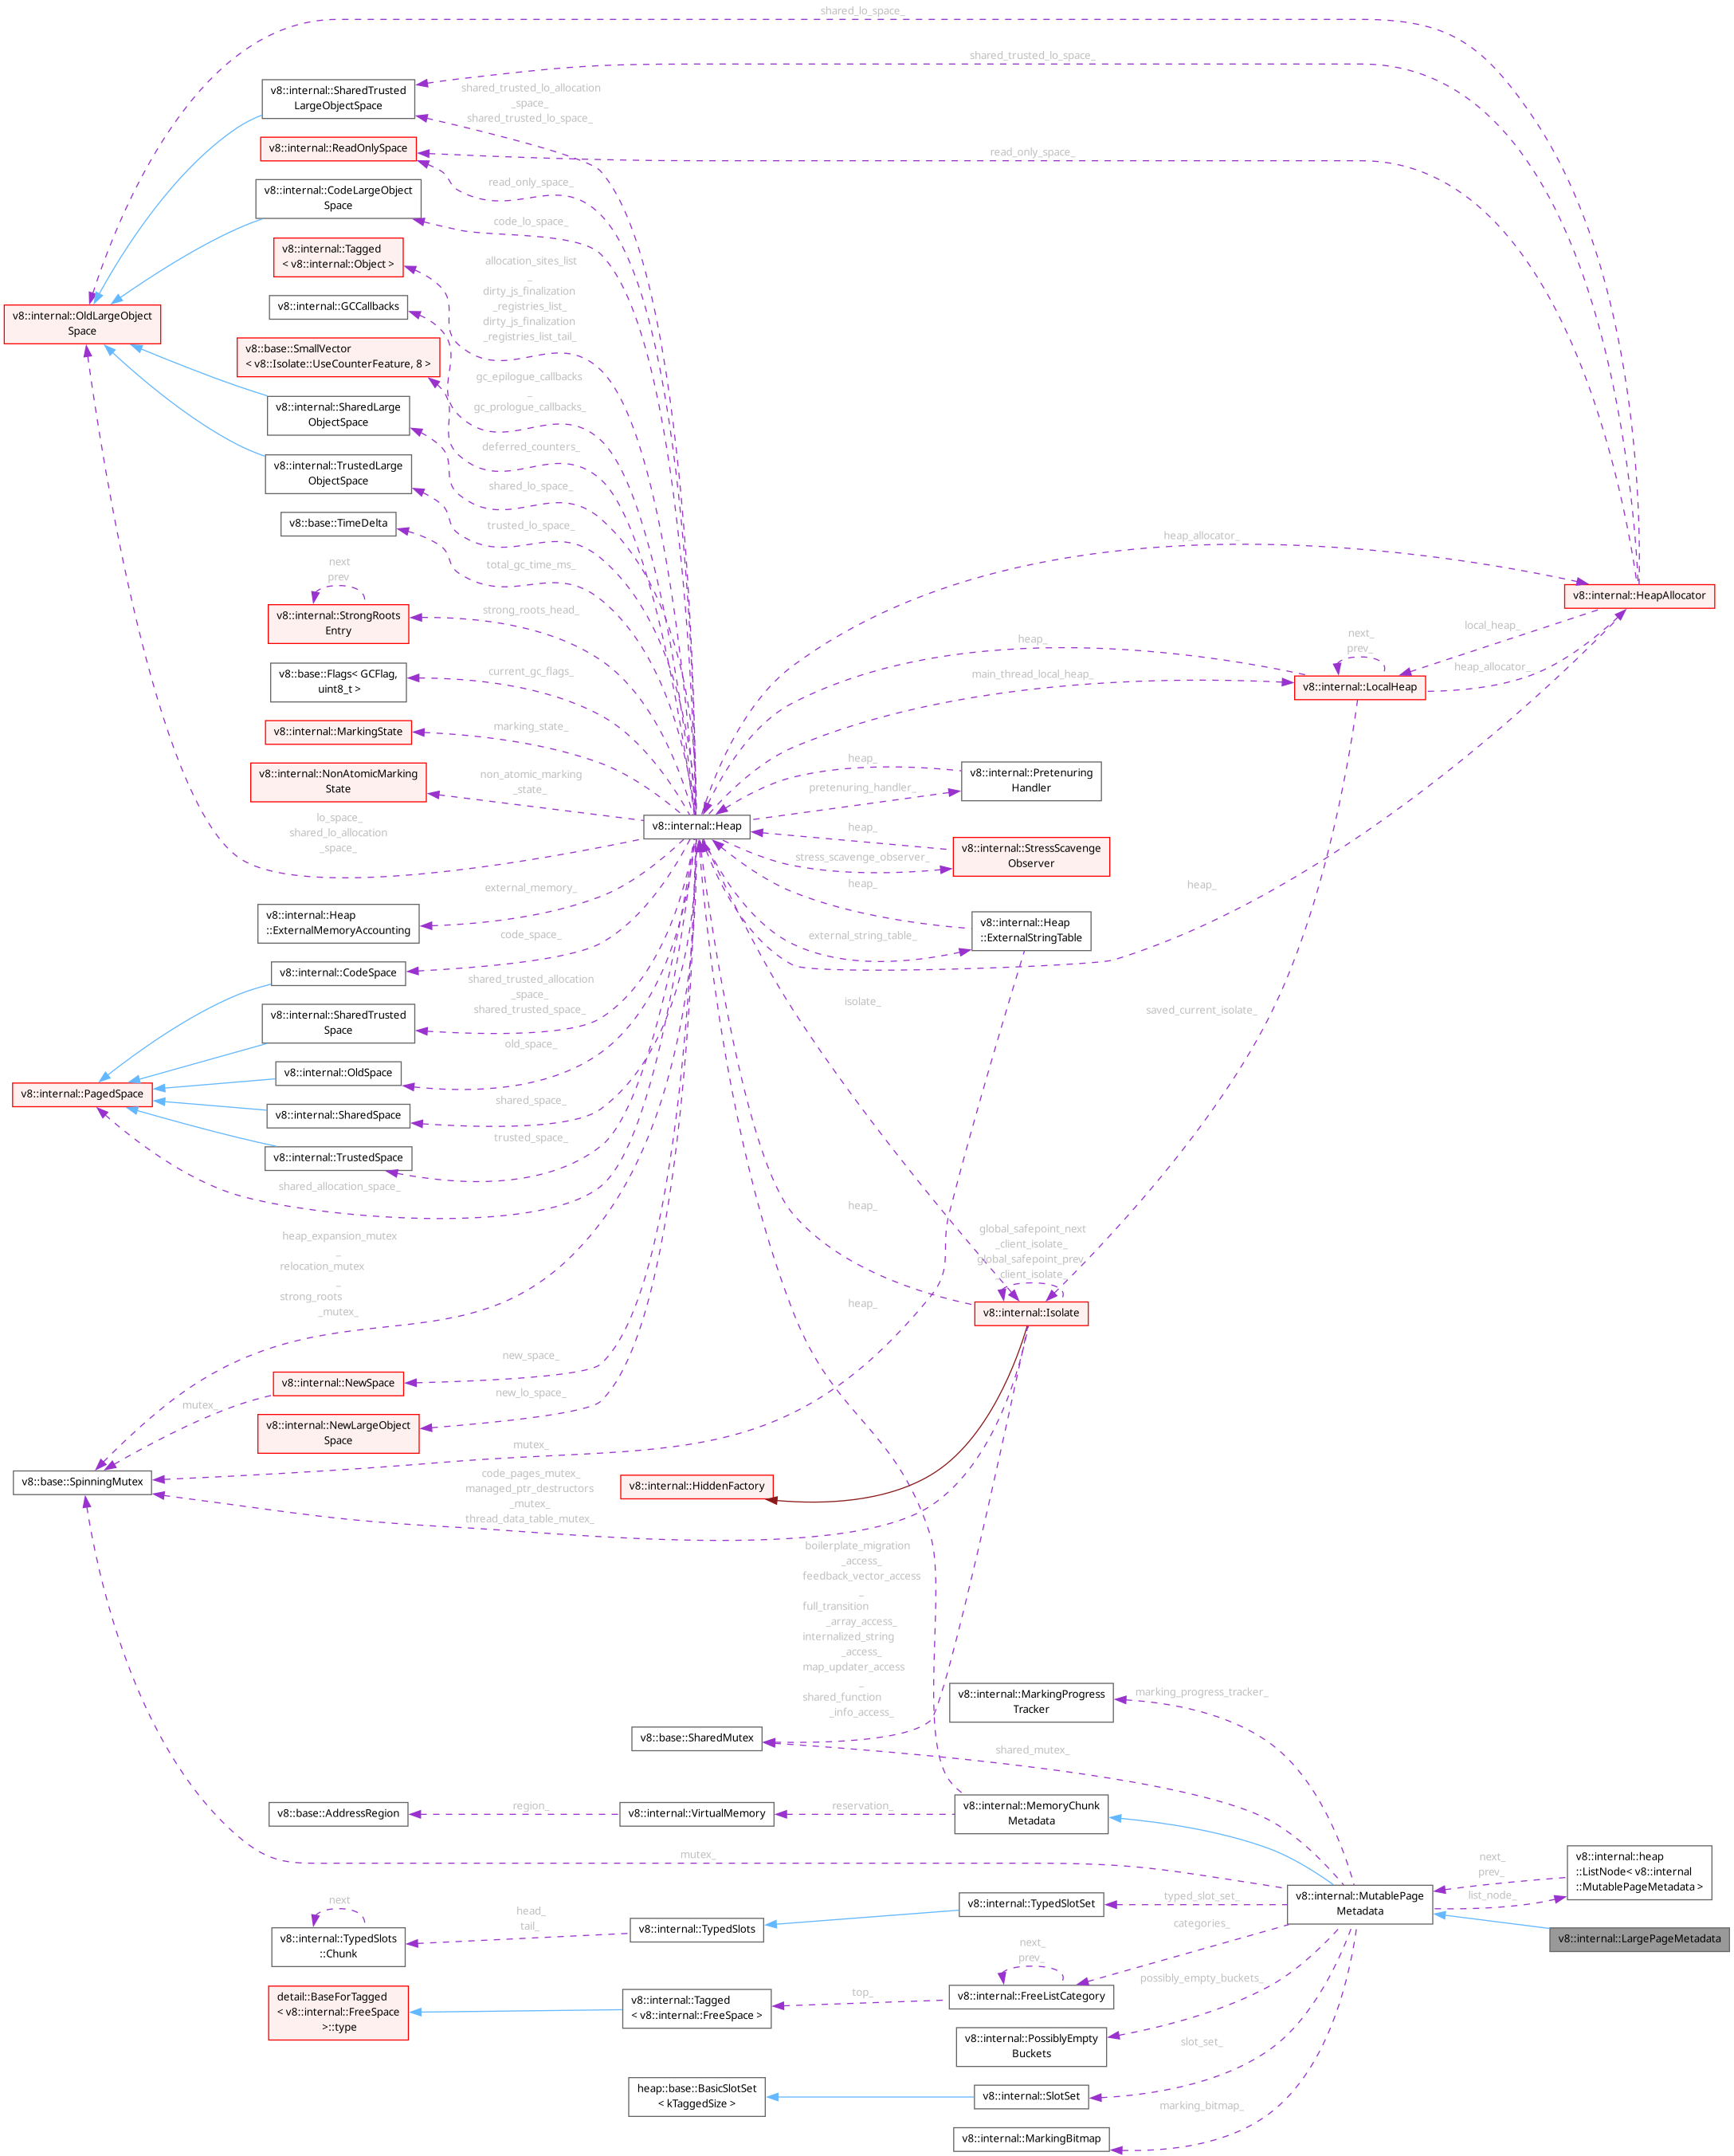 shared_lo_space_
shared_trusted_lo_space_
v8::internal::SharedTrusted
LargeObjectSpace
shared_trusted_lo_allocation
_space_
shared_trusted_lo_space_
v8::internal::ReadOnlySpace
read_only_space_
read_only_space_
v8::internal::CodeLargeObject
Space
code_lo_space_
v8::internal::Tagged
< v8::internal::Object >
allocation_sites_list
_
dirty_js_finalization
_registries_list_
dirty_js_finalization
_registries_list_tail_
v8::internal::GCCallbacks
v8::internal::OldLargeObject
Space
v8::base::SmallVector
< v8::Isolate::UseCounterFeature, 8 >
gc_epilogue_callbacks
_
gc_prologue_callbacks_
v8::internal::SharedLarge
ObjectSpace
deferred_counters_
v8::internal::TrustedLarge
ObjectSpace
shared_lo_space_
v8::base::TimeDelta
trusted_lo_space_
heap_allocator_
next
prev
total_gc_time_ms_
v8::internal::HeapAllocator
v8::internal::StrongRoots
Entry
strong_roots_head_
local_heap_
heap_
next_
prev_
heap_allocator_
v8::base::Flags< GCFlag,
uint8_t >
current_gc_flags_
main_thread_local_heap_
v8::internal::LocalHeap
v8::internal::MarkingState
marking_state_
v8::internal::NonAtomicMarking
State
non_atomic_marking
_state_
heap_
pretenuring_handler_
v8::internal::Pretenuring
Handler
lo_space_
shared_lo_allocation
_space_
v8::internal::Heap
heap_
stress_scavenge_observer_
v8::internal::StressScavenge
Observer
heap_
heap_
v8::internal::Heap
::ExternalMemoryAccounting
external_memory_
external_string_table_
v8::internal::Heap
::ExternalStringTable
v8::internal::CodeSpace
code_space_
v8::internal::SharedTrusted
Space
shared_trusted_allocation
_space_
shared_trusted_space_
isolate_
saved_current_isolate_
v8::internal::OldSpace
old_space_
v8::internal::PagedSpace
v8::internal::SharedSpace
shared_space_
v8::internal::TrustedSpace
trusted_space_
shared_allocation_space_
heap_
heap_expansion_mutex
_
relocation_mutex
_
strong_roots
_mutex_
global_safepoint_next
_client_isolate_
global_safepoint_prev
_client_isolate_
heap_
v8::internal::Isolate
v8::internal::NewSpace
new_space_
mutex_
v8::internal::NewLargeObject
Space
new_lo_space_
v8::base::SpinningMutex
mutex_
code_pages_mutex_
managed_ptr_destructors
_mutex_
thread_data_table_mutex_
v8::internal::HiddenFactory
boilerplate_migration
_access_
feedback_vector_access
_
full_transition
_array_access_
internalized_string
_access_
map_updater_access
_
shared_function
_info_access_
v8::internal::MarkingProgress
Tracker
marking_progress_tracker_
v8::base::SharedMutex
shared_mutex_
v8::base::AddressRegion
region_
v8::internal::VirtualMemory
reservation_
v8::internal::MemoryChunk
Metadata
mutex_
next_
prev_
v8::internal::heap
::ListNode< v8::internal
::MutablePageMetadata >
v8::internal::MutablePage
Metadata
list_node_
v8::internal::LargePageMetadata
v8::internal::TypedSlots
::Chunk
next
head_
tail_
v8::internal::TypedSlots
v8::internal::TypedSlotSet
typed_slot_set_
categories_
next_
prev_
v8::internal::FreeListCategory
possibly_empty_buckets_
detail::BaseForTagged
< v8::internal::FreeSpace
>::type
v8::internal::Tagged
< v8::internal::FreeSpace >
top_
v8::internal::PossiblyEmpty
Buckets
slot_set_
heap::base::BasicSlotSet
< kTaggedSize >
v8::internal::SlotSet
marking_bitmap_
v8::internal::MarkingBitmap